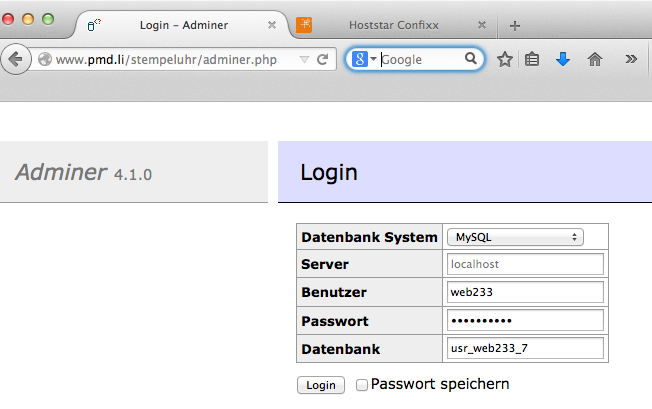 Login – Adminer
Hoststar Confixx
www.pmd.li/stempeluhr/adminer.php
Google
Adminer 4.1.0
Login
Datenbank System MySQL
Server localhost
Benutzer web233
Passwort ••••••••••
Datenbank usr_web233_7
Login Passwort speichern